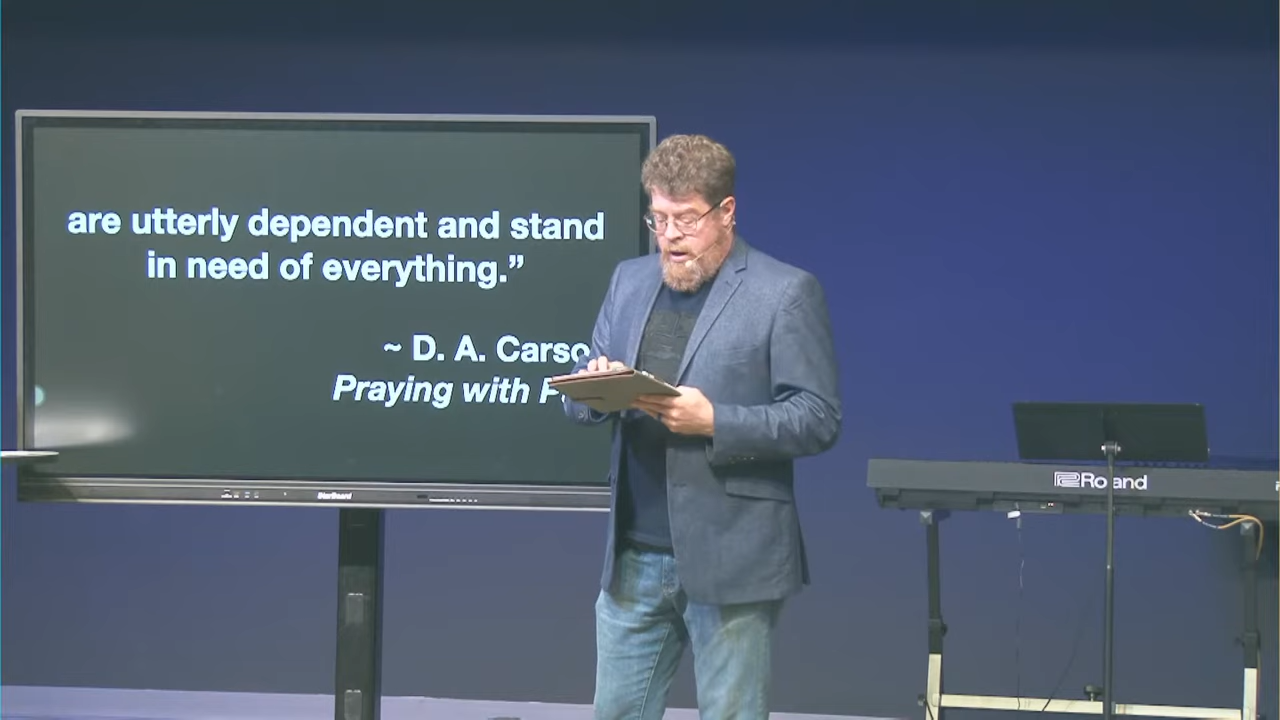 are utterly dependent and stand
in need of everything.”
~ D. A. Carso
Praying with P
Roland